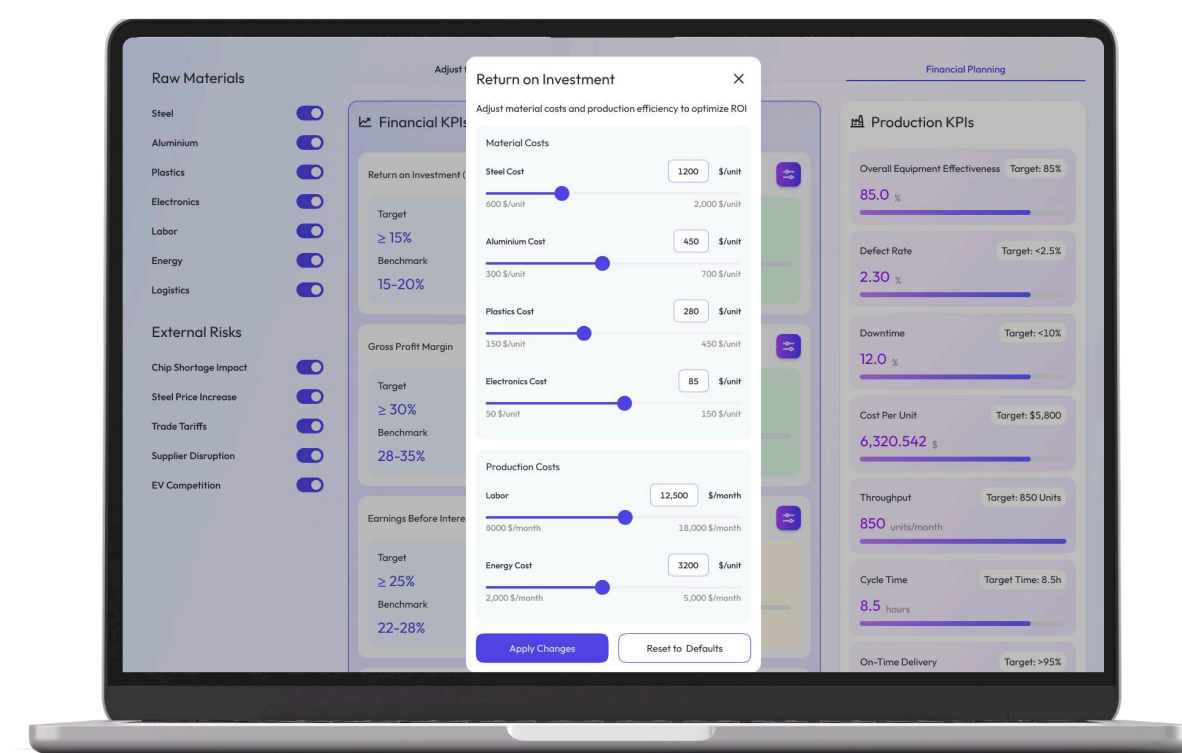 Raw Materials
Steel
Aluminium
Plastics
Electronics
Labor
Energy
Logistics
External Risks
Chip Shortage Impact
Steel Price Increase
Trade Tariffs
Supplier Disruption
EV Competition
Adjust
Financial Planning
Financial KPIs
Return on Investment (
Target
≥ 15%
Benchmark
15-20%
Gross Profit Margin
Target
≥ 30%
Benchmark
28-35%
Earnings Before Intere
Target
≥ 25%
Benchmark
22-28%
Return on Investment
Adjust material costs and production efficiency to optimize ROI
Material Costs
Steel Cost 1200 $/unit
600 $/unit 2,000 $/unit
Aluminium Cost 450 $/unit
300 $/unit 700 $/unit
Plastics Cost 280 $/unit
150 $/unit 450 $/unit
Electronics Cost 85 $/unit
50 $/unit 150 $/unit
Production Costs
Labor 12,500 $/month
8000 $/month 18,000 $/month
Energy Cost 3200 $/unit
2,000 $/month 5,000 $/month
Apply Changes Reset to Defaults
Production KPIs
Overall Equipment Effectiveness Target: 85%
85.0 %
Defect Rate Target: <2.5%
2.30 %
Downtime Target: <10%
12.0 %
Cost Per Unit Target: $5,800
6,320.542 $
Throughput Target: 850 Units
850 units/month
Cycle Time Target Time: 8.5h
8.5 hours
On-Time Delivery Target: >95%